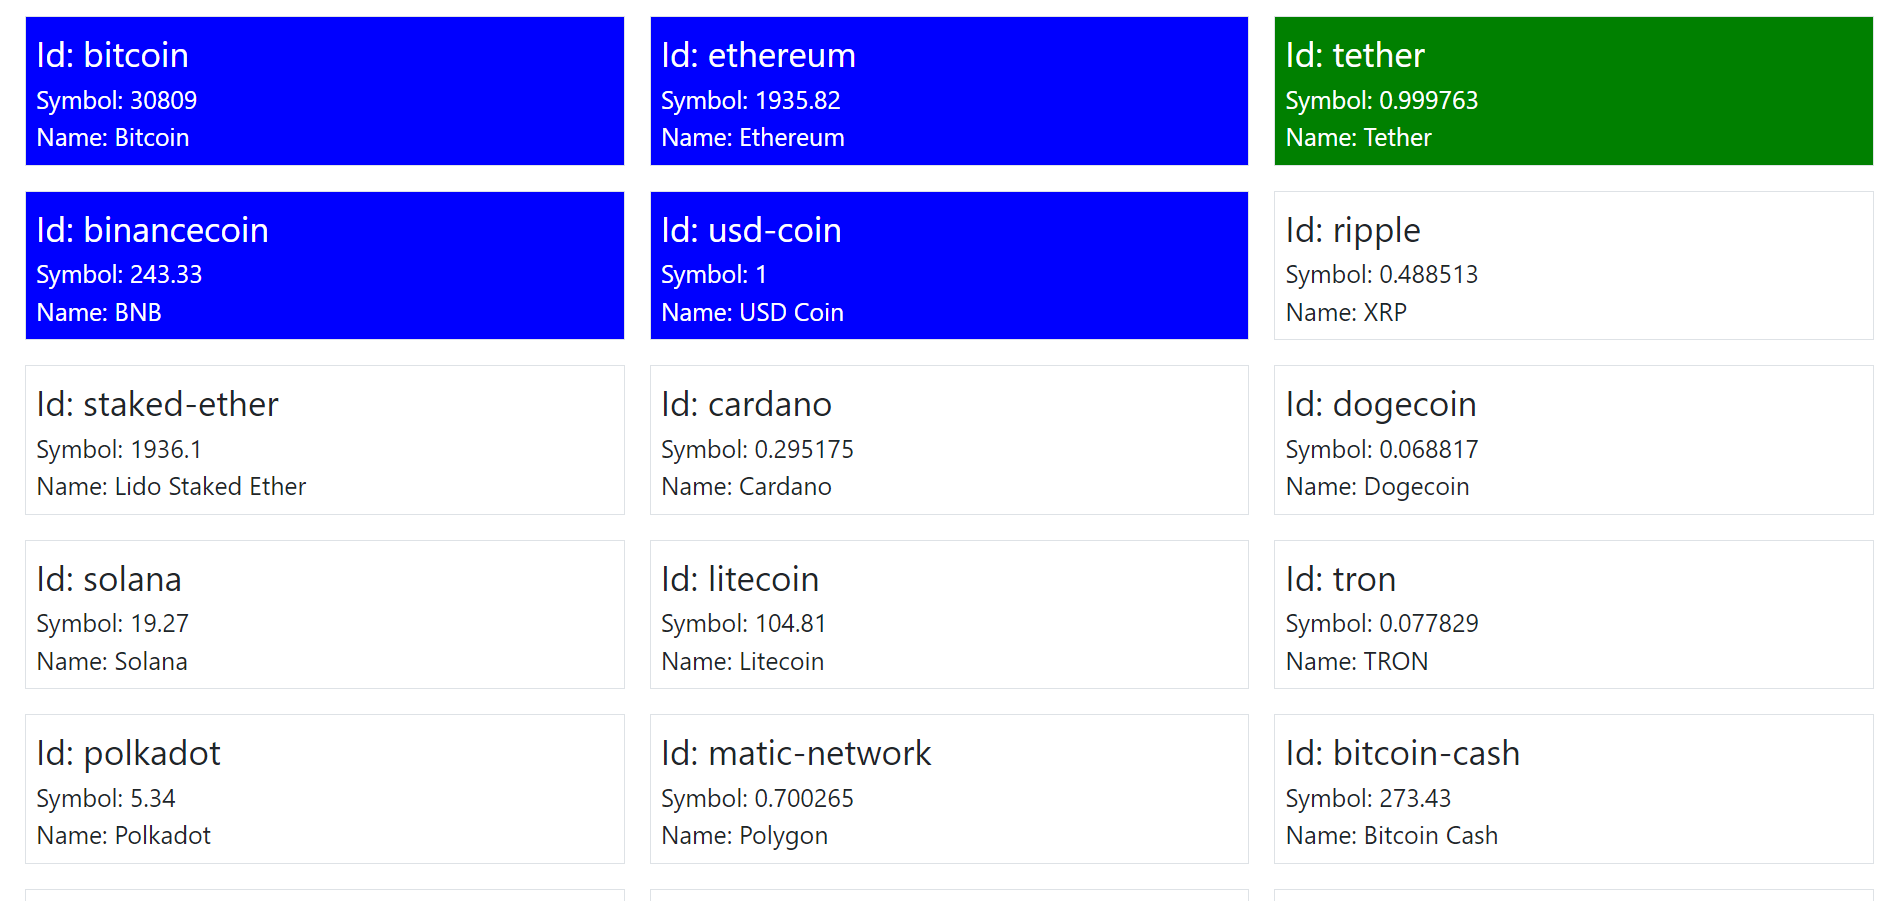 Id: bitcoin
Symbol: 30809
Name: Bitcoin
Id: ethereum
Symbol: 1935.82
Name: Ethereum
Id: tether
Symbol: 0.999763
Name: Tether
Id: binancecoin
Symbol: 243.33
Name: BNB
Id: usd-coin
Symbol: 1
Name: USD Coin
Id: ripple
Symbol: 0.488513
Name: XRP
Id: staked-ether
Symbol: 1936.1
Name: Lido Staked Ether
Id: cardano
Symbol: 0.295175
Name: Cardano
Id: dogecoin
Symbol: 0.068817
Name: Dogecoin
Id: solana
Symbol: 19.27
Name: Solana
Id: litecoin
Symbol: 104.81
Name: Litecoin
Id: tron
Symbol: 0.077829
Name: TRON
Id: polkadot
Symbol: 5.34
Name: Polkadot
Id: matic-network
Symbol: 0.700265
Name: Polygon
Id: bitcoin-cash
Symbol: 273.43
Name: Bitcoin Cash